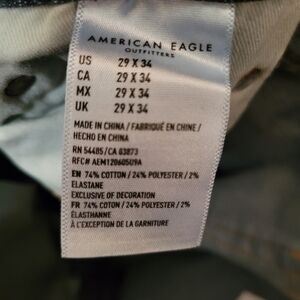 AMERICAN EAGLE
OUTFITTERS
US 29 X 34
CA 29 X 34
MX 29 X 34
UK 29 X 34
MADE IN CHINA / FABRIQUÉ EN CHINE /
HECHO EN CHINA
RN 54485/CA 03873
RFC# AEM120605U9A
EN 74% COTTON / 24% POLYESTER / 2%
ELASTANE
EXCLUSIVE OF DECORATION
FR 74% COTON / 24% POLYESTER / 2%
ÉLASTHANNE
À L'EXCEPTION DE LA GARNITURE